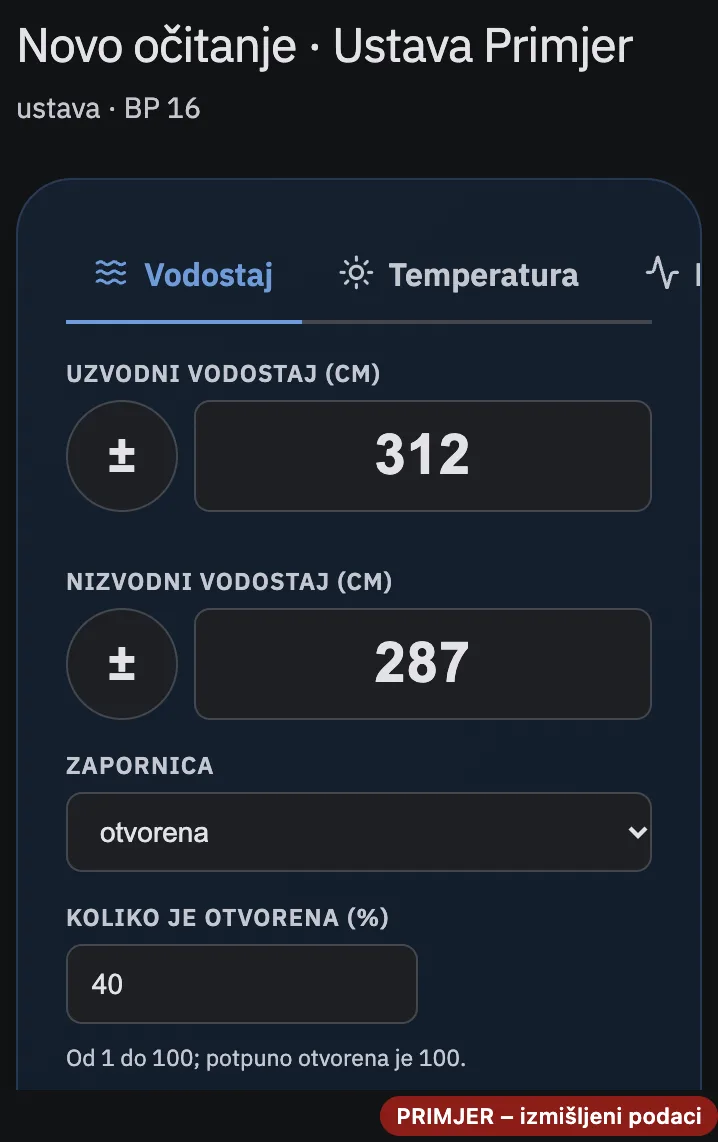 Novo očitanje · Ustava Primjer
ustava · BP 16
Vodostaj
Temperatura
UZVODNI VODOSTAJ (CM)
±
312
NIZVODNI VODOSTAJ (CM)
±
287
ZAPORNICA
otvorena
KOLIKO JE OTVORENA (%)
40
Od 1 do 100; potpuno otvorena je 100.
PRIMJER – izmišljeni podaci